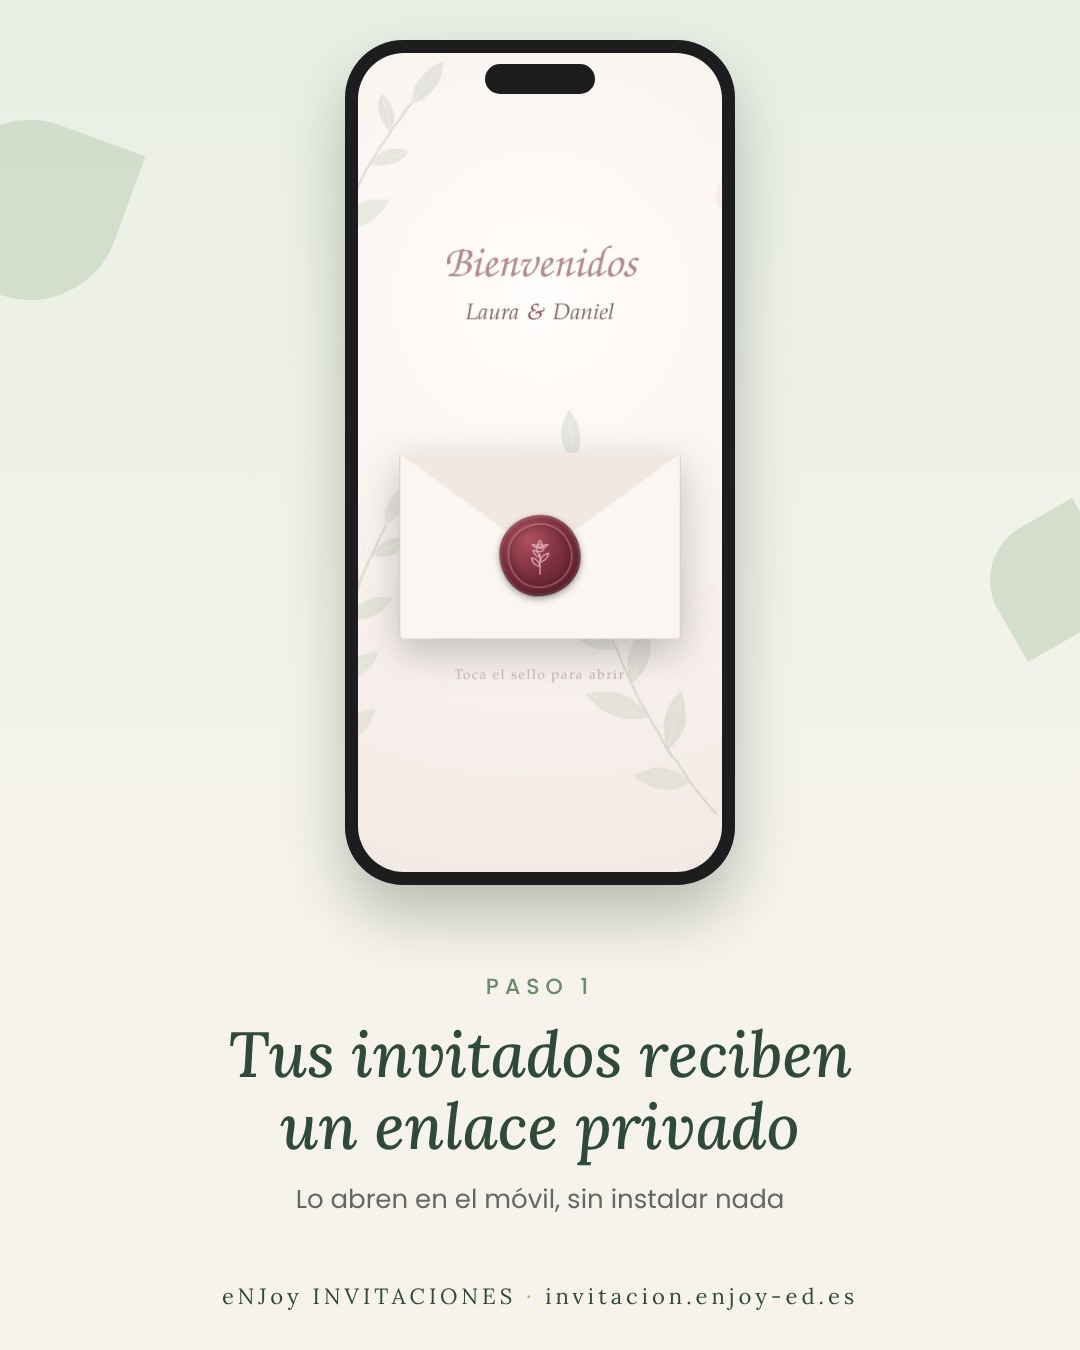 Bienvenidos
Laura & Daniel
Toca el sello para abrir
PASO 1
Tus invitados reciben
un enlace privado
Lo abren en el móvil, sin instalar nada
eNJoy INVITACIONES · invitacion.enjoy-ed.es